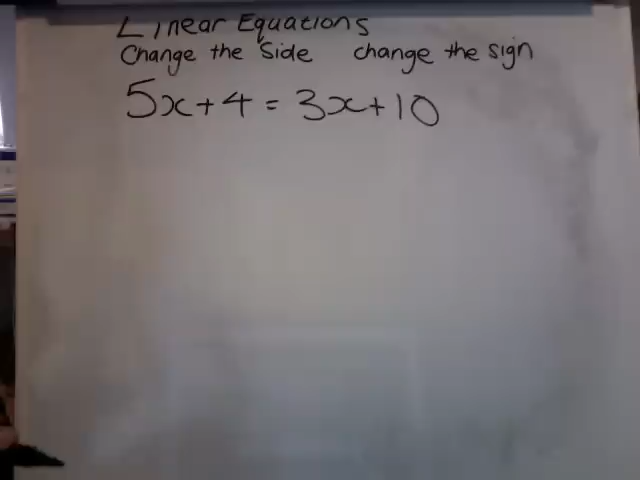 Linear Equations
Change the Side change the sign
5x + 4 = 3x + 10